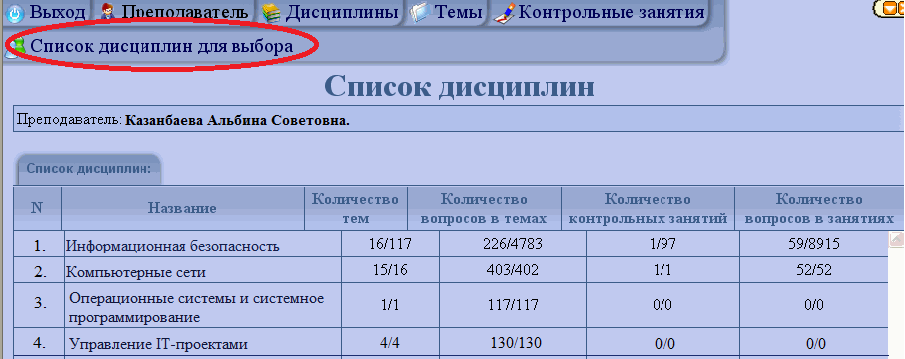 Выход Преподаватель Дисциплины Темы Контрольные занятия
Список дисциплин для выбора
Список дисциплин
Преподаватель: Казанбаева Альбина Советовна.
Список дисциплин:
N Название Количество тем Количество вопросов в темах Количество контрольных занятий Количество вопросов в занятиях
1. Информационная безопасность 16/117 226/4783 1/97 59/8915
2. Компьютерные сети 15/16 403/402 1/1 52/52
3. Операционные системы и системное программирование 1/1 117/117 0/0 0/0
4. Управление IT-проектами 4/4 130/130 0/0 0/0